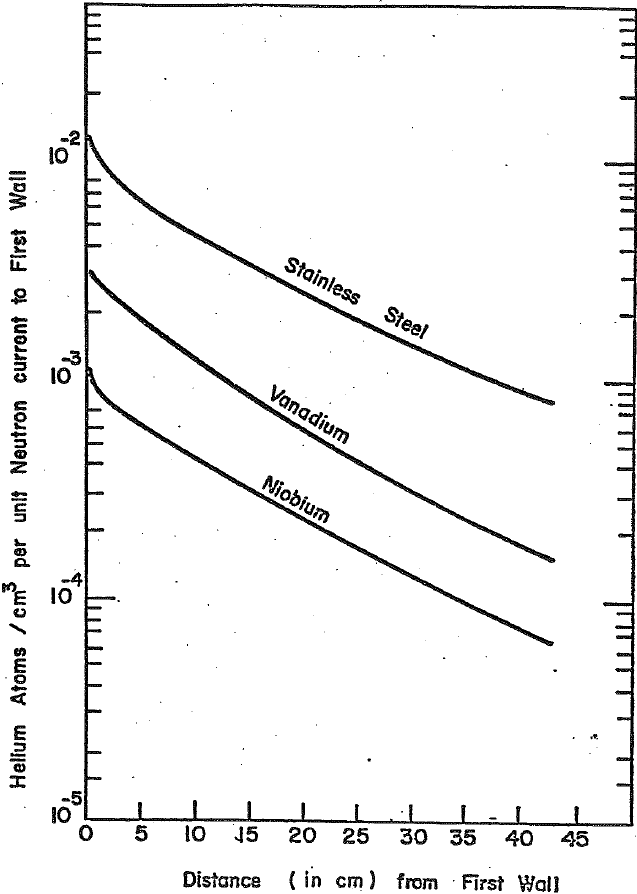 Helium Atoms / cm³ per unit Neutron current to First Wall
10⁻²
10⁻³
10⁻⁴
10⁻⁵
Stainless Steel
Vanadium
Niobium
0 5 10 15 20 25 30 35 40 45
Distance (in cm) from First Wall